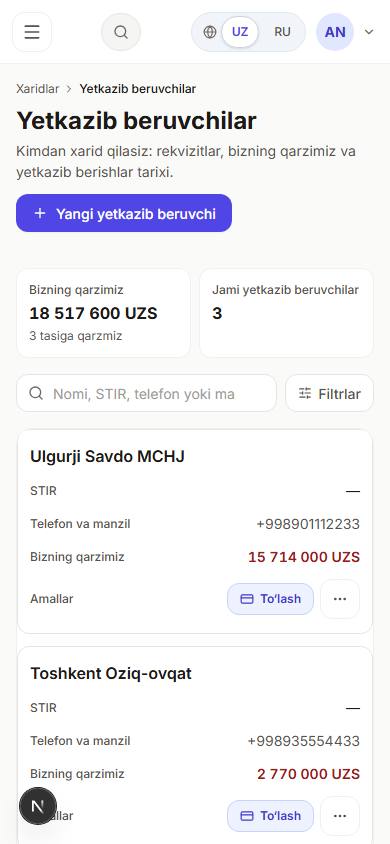 UZ RU AN
Xaridlar > Yetkazib beruvchilar
Yetkazib beruvchilar
Kimdan xarid qilasiz: rekvizitlar, bizning qarzimiz va
yetkazib berishlar tarixi.
+ Yangi yetkazib beruvchi
Bizning qarzimiz
18 517 600 UZS
3 tasiga qarzmiz
Jami yetkazib beruvchilar
3
Nomi, STIR, telefon yoki ma
Filtrlar
Ulgurji Savdo MCHJ
STIR —
Telefon va manzil +998901112233
Bizning qarzimiz 15 714 000 UZS
Amallar To‘lash ...
Toshkent Oziq-ovqat
STIR —
Telefon va manzil +998935554433
Bizning qarzimiz 2 770 000 UZS
N To‘lash ...